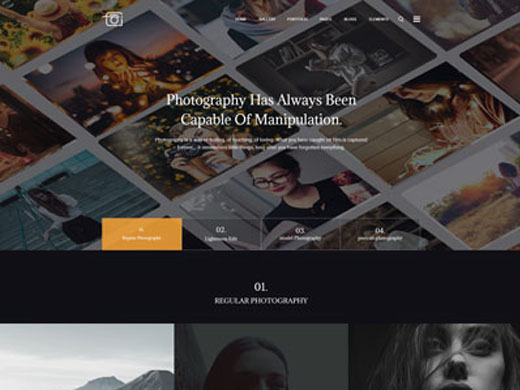 HOME GALLERY PORTFOLIO PAGES BLOGS ELEMENTS
Photography Has Always Been
Capable Of Manipulation.
Photography is a way of feeling, of touching, of loving. What you have caught on film is captured
forever... it remembers little things, long after you have forgotten everything.
01. 02. 03. 04.
Regular Photography Lightroom Edit model Photography portrait photography
01.
REGULAR PHOTOGRAPHY